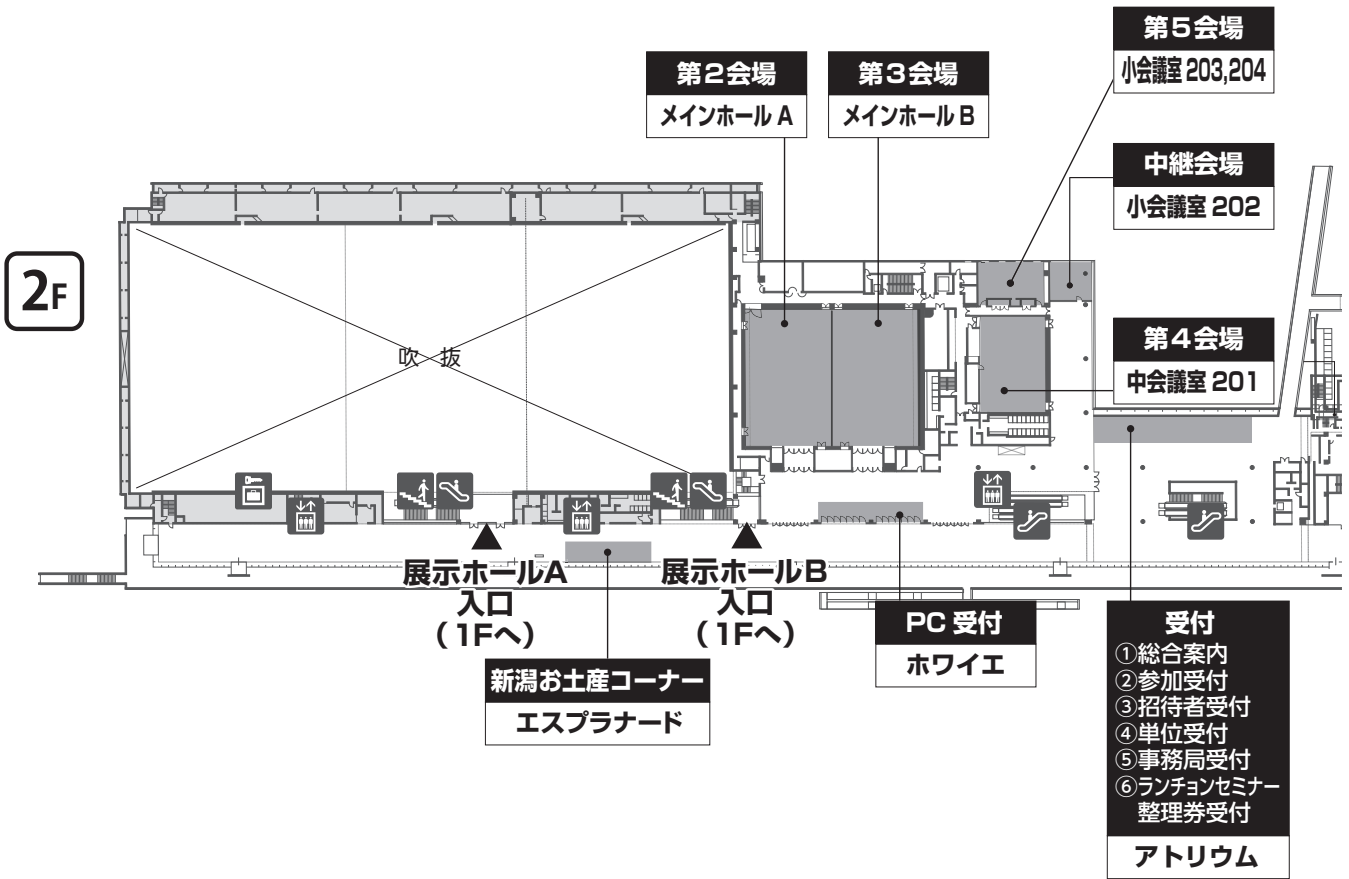 第5会場
小会議室 203,204
第2会場
メインホール A
第3会場
メインホール B
中継会場
小会議室 202
2F
第4会場
中会議室 201
吹 抜
展示ホールA
入口
(1Fへ)
展示ホールB
入口
(1Fへ)
PC 受付
ホワイエ
新潟お土産コーナー
エスプラナード
受付
①総合案内
②参加受付
③招待者受付
④単位受付
⑤事務局受付
⑥ランチョンセミナー
整理券受付
アトリウム